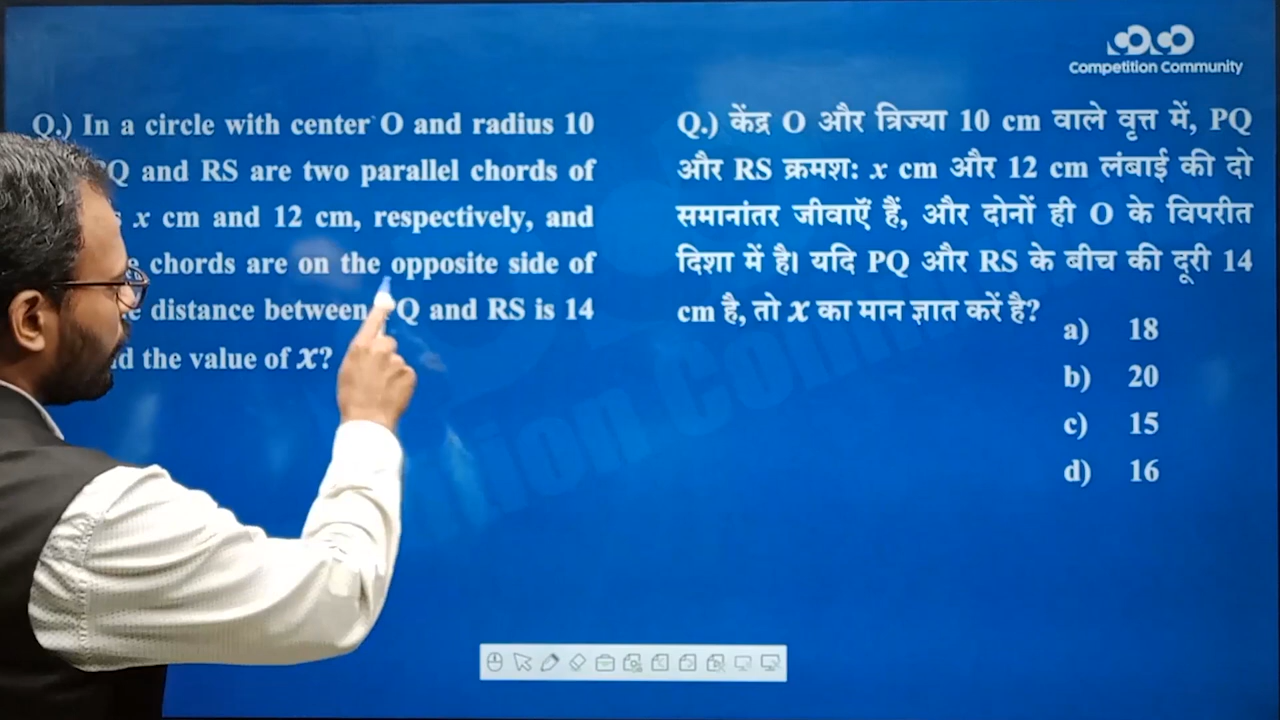 Competition Community
Q.) In a circle with center O and radius 10
Q and RS are two parallel chords of
x cm and 12 cm, respectively, and
chords are on the opposite side of
distance between PQ and RS is 14
the value of x?
Q.) केंद्र O और त्रिज्या 10 cm वाले वृत्त में, PQ
और RS क्रमश: x cm और 12 cm लंबाई की दो
समानांतर जीवाएँ हैं, और दोनों ही O के विपरीत
दिशा में है। यदि PQ और RS के बीच की दूरी 14
cm है, तो x का मान ज्ञात करें है?
a) 18
b) 20
c) 15
d) 16